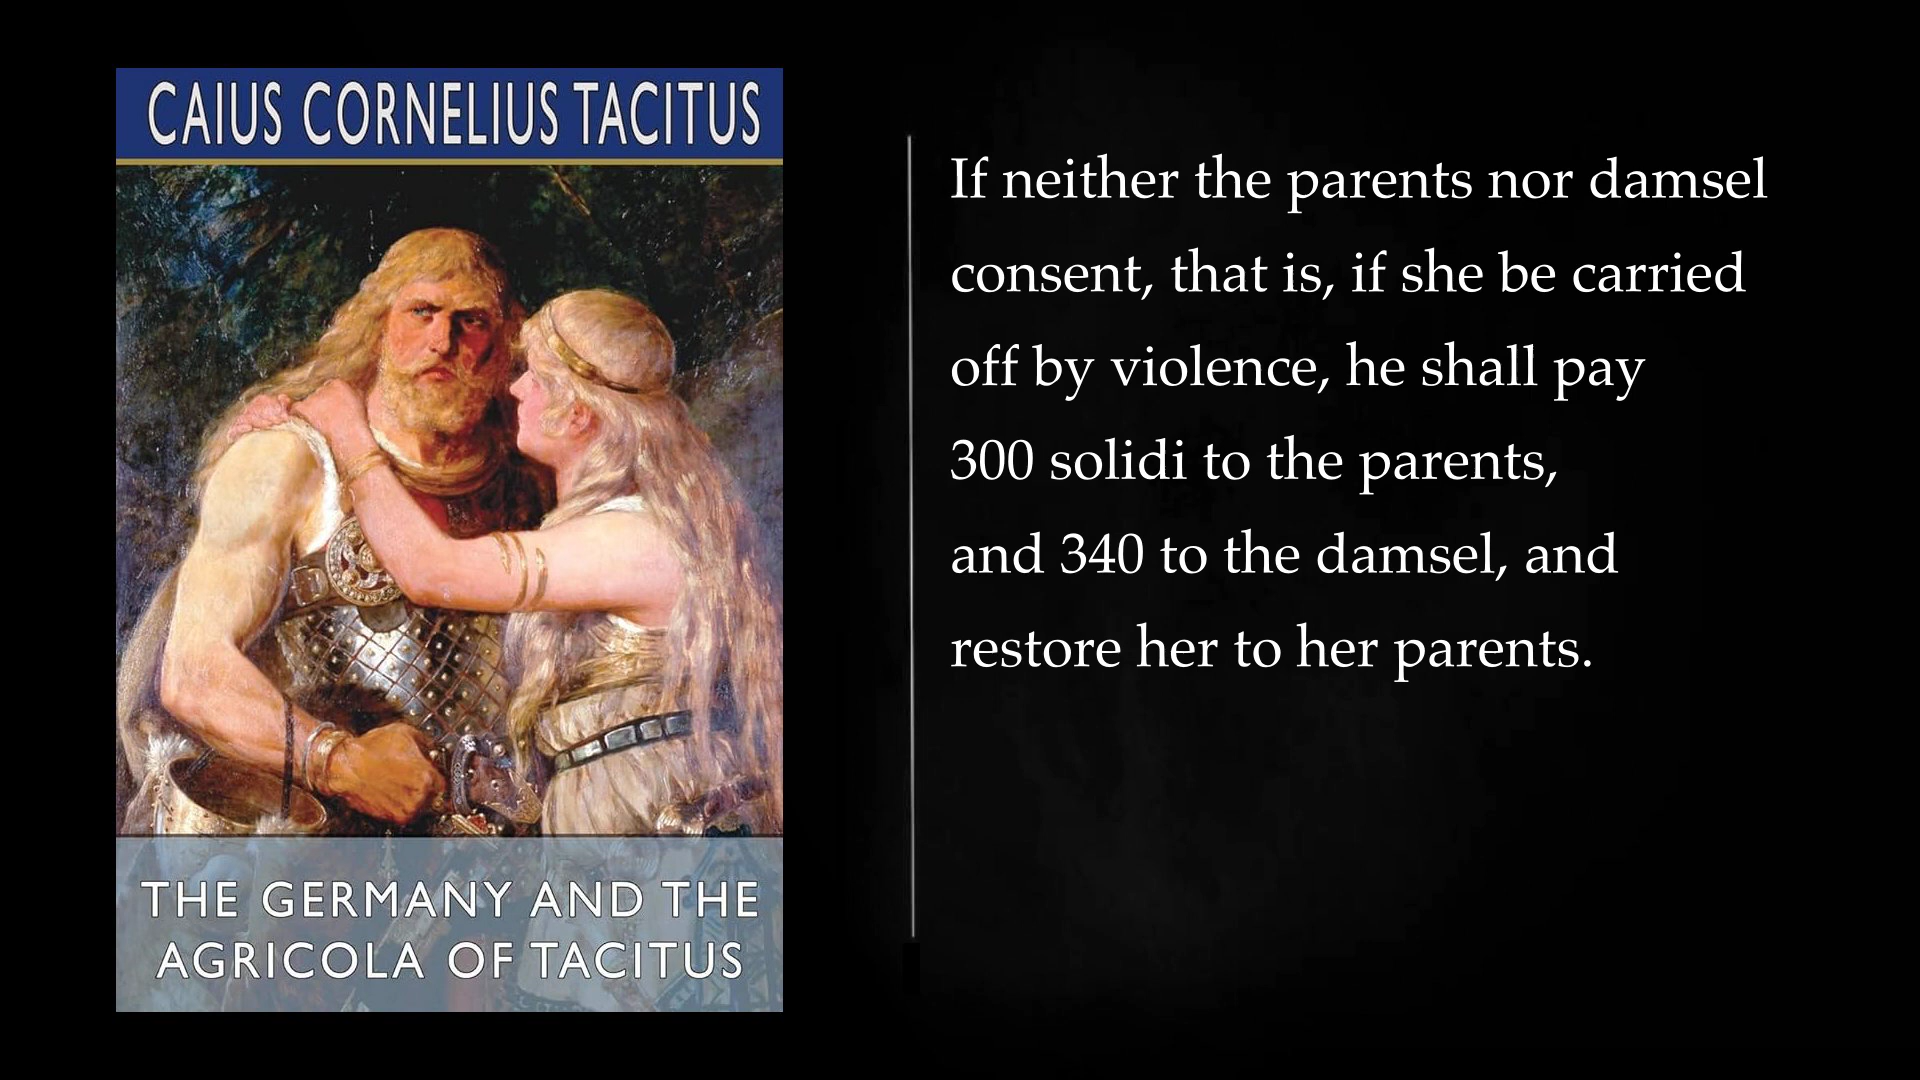 CAIUS CORNELIUS TACITUS
THE GERMANY AND THE
AGRICOLA OF TACITUS
If neither the parents nor damsel
consent, that is, if she be carried
off by violence, he shall pay
300 solidi to the parents,
and 340 to the damsel, and
restore her to her parents.